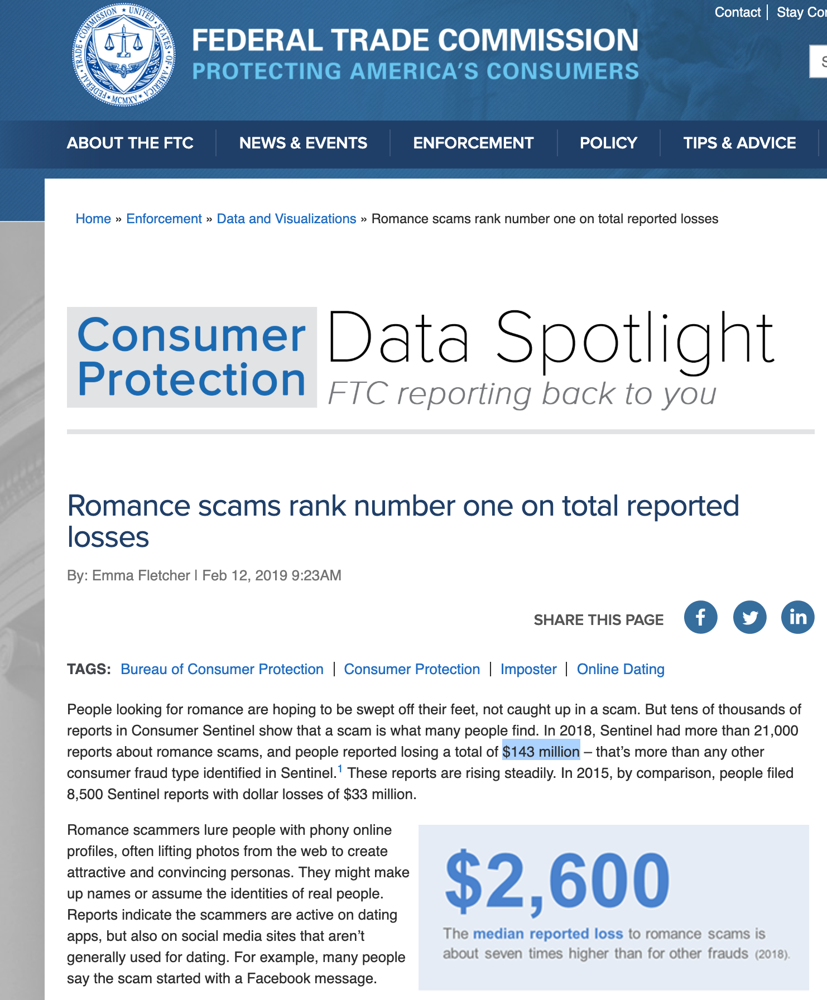 Contact | Stay Con
FEDERAL TRADE COMMISSION · UNITED STATES OF AMERICA · MCMXV
FEDERAL TRADE COMMISSION
PROTECTING AMERICA'S CONSUMERS
S
ABOUT THE FTC
NEWS & EVENTS
ENFORCEMENT
POLICY
TIPS & ADVICE
Home » Enforcement » Data and Visualizations » Romance scams rank number one on total reported losses
Consumer
Protection
Data Spotlight
FTC reporting back to you
Romance scams rank number one on total reported
losses
By: Emma Fletcher | Feb 12, 2019 9:23AM
SHARE THIS PAGE
TAGS: Bureau of Consumer Protection | Consumer Protection | Imposter | Online Dating
People looking for romance are hoping to be swept off their feet, not caught up in a scam. But tens of thousands of
reports in Consumer Sentinel show that a scam is what many people find. In 2018, Sentinel had more than 21,000
reports about romance scams, and people reported losing a total of $143 million – that's more than any other
consumer fraud type identified in Sentinel.1 These reports are rising steadily. In 2015, by comparison, people filed
8,500 Sentinel reports with dollar losses of $33 million.
Romance scammers lure people with phony online
profiles, often lifting photos from the web to create
attractive and convincing personas. They might make
up names or assume the identities of real people.
Reports indicate the scammers are active on dating
apps, but also on social media sites that aren't
generally used for dating. For example, many people
say the scam started with a Facebook message.
$2,600
The median reported loss to romance scams is
about seven times higher than for other frauds (2018).